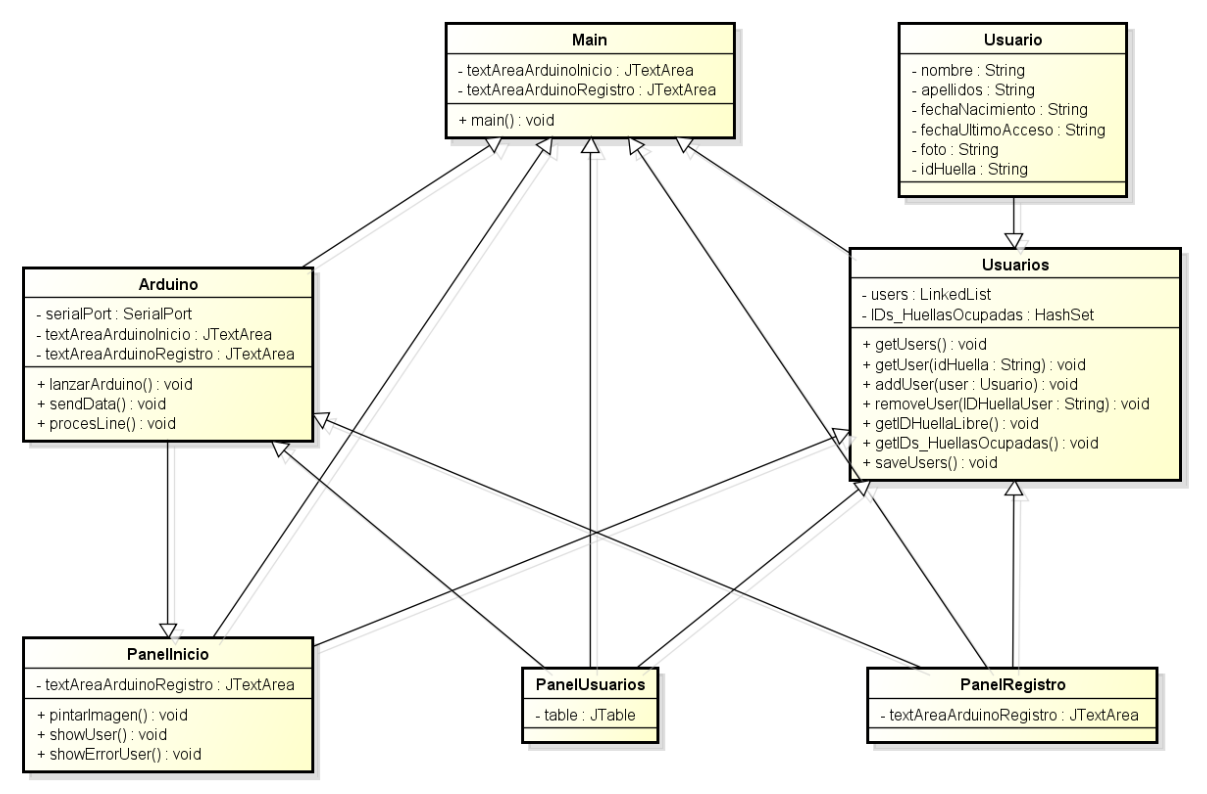 Main
- textAreaArduinoInicio : JTextArea
- textAreaArduinoRegistro : JTextArea
+ main() : void
Usuario
- nombre : String
- apellidos : String
- fechaNacimiento : String
- fechaUltimoAcceso : String
- foto : String
- idHuella : String
Arduino
- serialPort : SerialPort
- textAreaArduinoInicio : JTextArea
- textAreaArduinoRegistro : JTextArea
+ lanzarArduino() : void
+ sendData() : void
+ procesLine() : void
Usuarios
- users : LinkedList
- IDs_HuellasOcupadas : HashSet
+ getUsers() : void
+ getUser(idHuella : String) : void
+ addUser(user : Usuario) : void
+ removeUser(IDHuellaUser : String) : void
+ getIDHuellaLibre() : void
+ getIDs_HuellasOcupadas() : void
+ saveUsers() : void
PanelInicio
- textAreaArduinoRegistro : JTextArea
+ pintarImagen() : void
+ showUser() : void
+ showErrorUser() : void
PanelUsuarios
- table : JTable
PanelRegistro
- textAreaArduinoRegistro : JTextArea